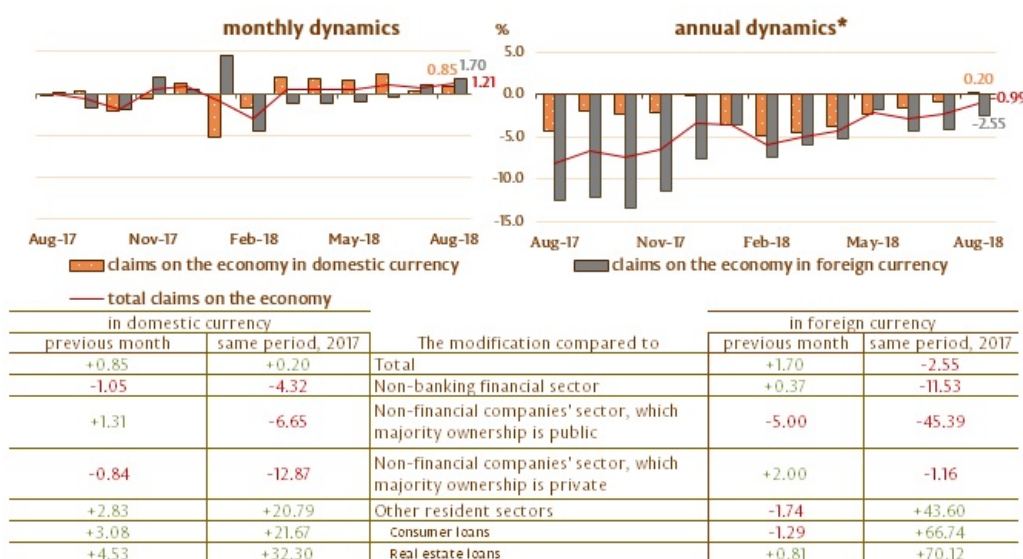 monthly dynamics
0.85 1.70
1.21
Aug-17 Nov-17 Feb-18 May-18 Aug-18
% annual dynamics*
5.0
0.0
-5.0
-10.0
-15.0
0.20
-0.99
-2.55
Aug-17 Nov-17 Feb-18 May-18 Aug-18
claims on the economy in domestic currency
claims on the economy in foreign currency
total claims on the economy
in domestic currency in foreign currency
previous month same period, 2017 The modification compared to previous month same period, 2017
+0.85 +0.20 Total +1.70 -2.55
-1.05 -4.32 Non-banking financial sector +0.37 -11.53
+1.31 -6.65 Non-financial companies' sector, which
majority ownership is public -5.00 -45.39
-0.84 -12.87 Non-financial companies' sector, which
majority ownership is private +2.00 -1.16
+2.83 +20.79 Other resident sectors -1.74 +43.60
+3.08 +21.67 Consumer loans -1.29 +66.74
+4.53 +32.30 Real estate loans +0.81 +70.12